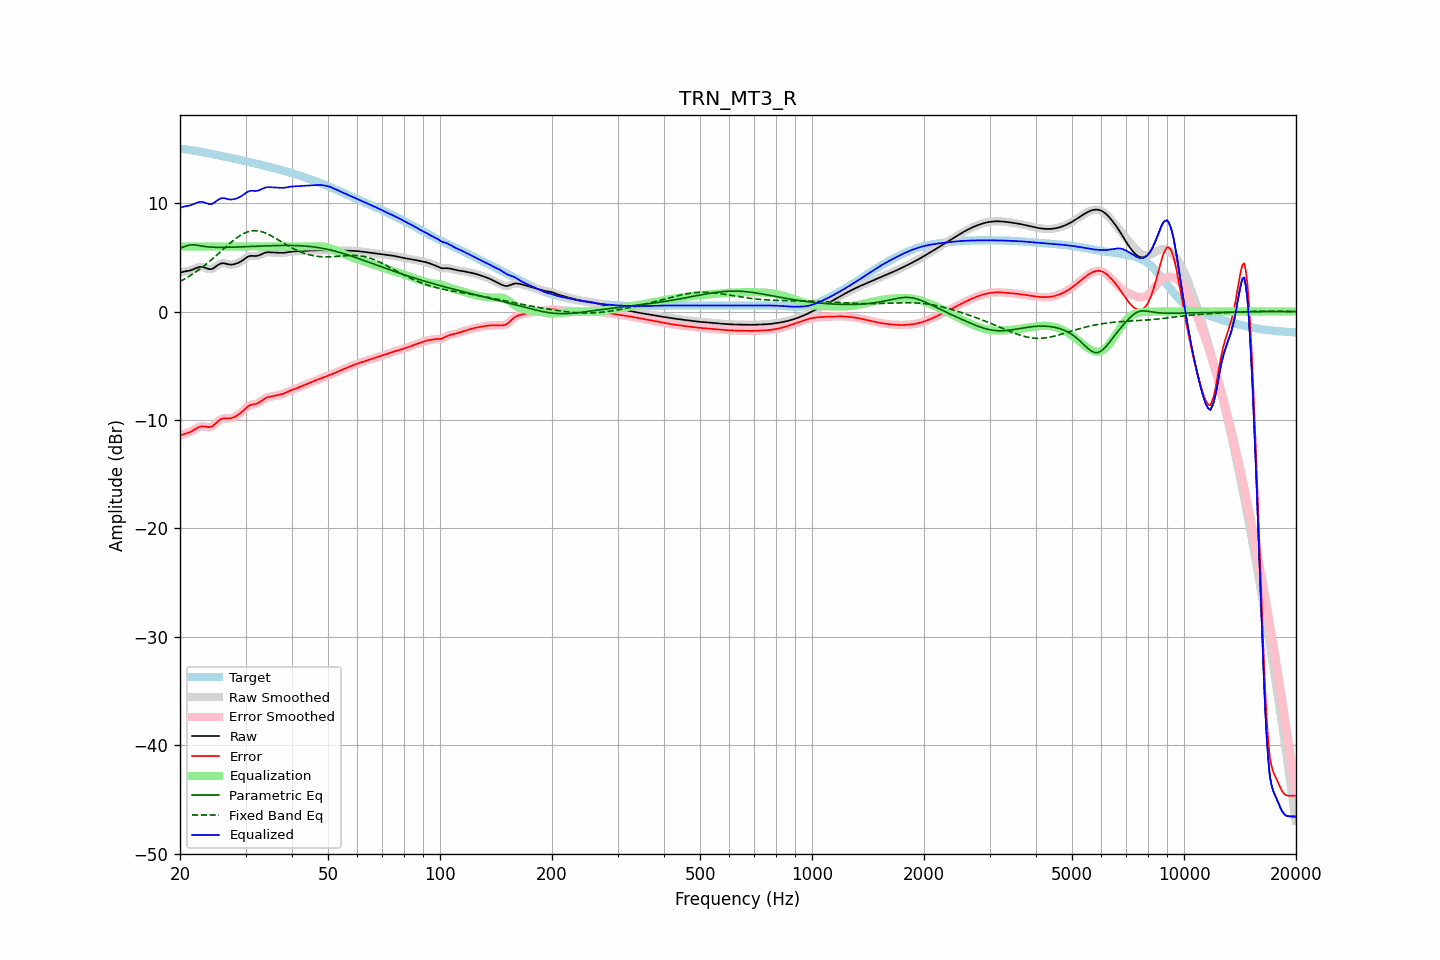 TRN_MT3_R
Amplitude (dBr)
10
0
−10
−20
−30
−40
−50
Target
Raw Smoothed
Error Smoothed
Raw
Error
Equalization
Parametric Eq
Fixed Band Eq
Equalized
20 50 100 200 500 1000 2000 5000 10000 20000
Frequency (Hz)